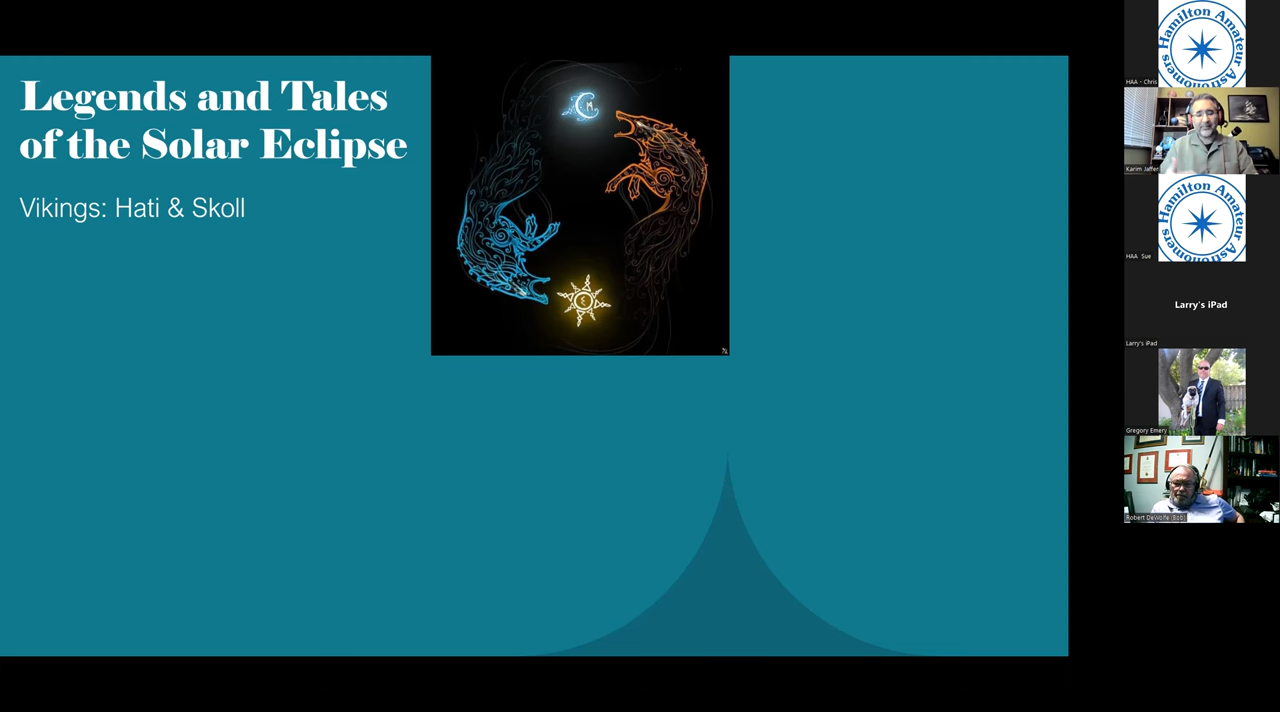 Legends and Tales
of the Solar Eclipse
Vikings: Hati & Skoll
Hamilton Amateur Astronomers
HAA - Chris
Karim Jaffer
Hamilton Amateur Astronomers
HAA Sue
Larry's iPad
Larry's iPad
Gregory Emery
Robert DeWolfe (Bob)